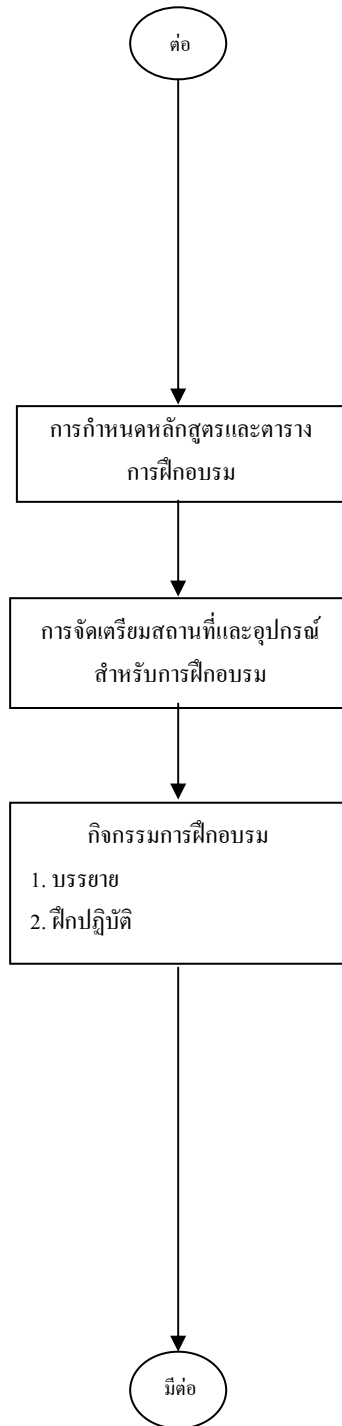 ต่อ
การกำหนดหลักสูตรและตาราง
การฝึกอบรม
การจัดเตรียมสถานที่และอุปกรณ์
สำหรับการฝึกอบรม
กิจกรรมการฝึกอบรม
1. บรรยาย
2. ฝึกปฏิบัติ
มีต่อ